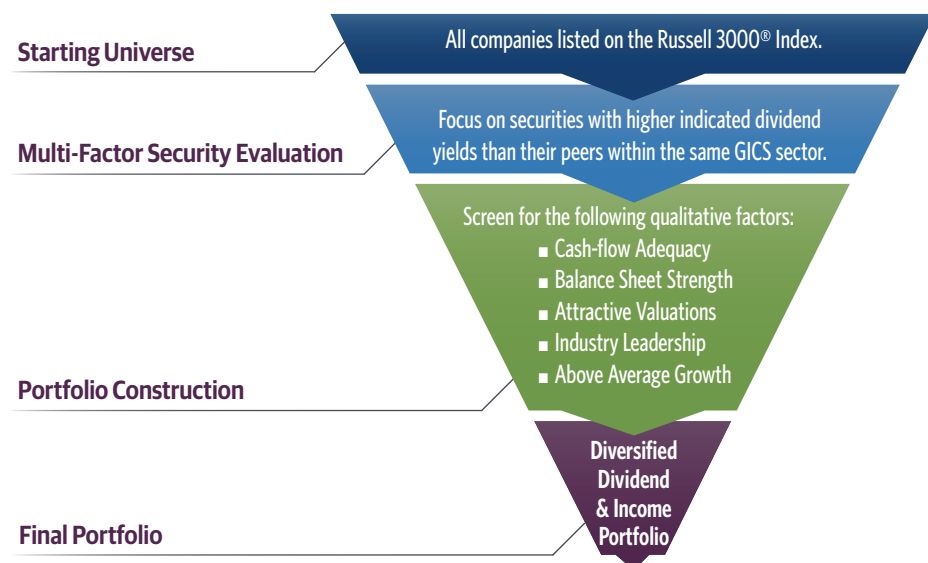 Starting Universe
All companies listed on the Russell 3000® Index.
Multi-Factor Security Evaluation
Focus on securities with higher indicated dividend
yields than their peers within the same GICS sector.
Screen for the following qualitative factors:
■ Cash-flow Adequacy
■ Balance Sheet Strength
■ Attractive Valuations
■ Industry Leadership
■ Above Average Growth
Portfolio Construction
Diversified
Dividend
& Income
Portfolio
Final Portfolio